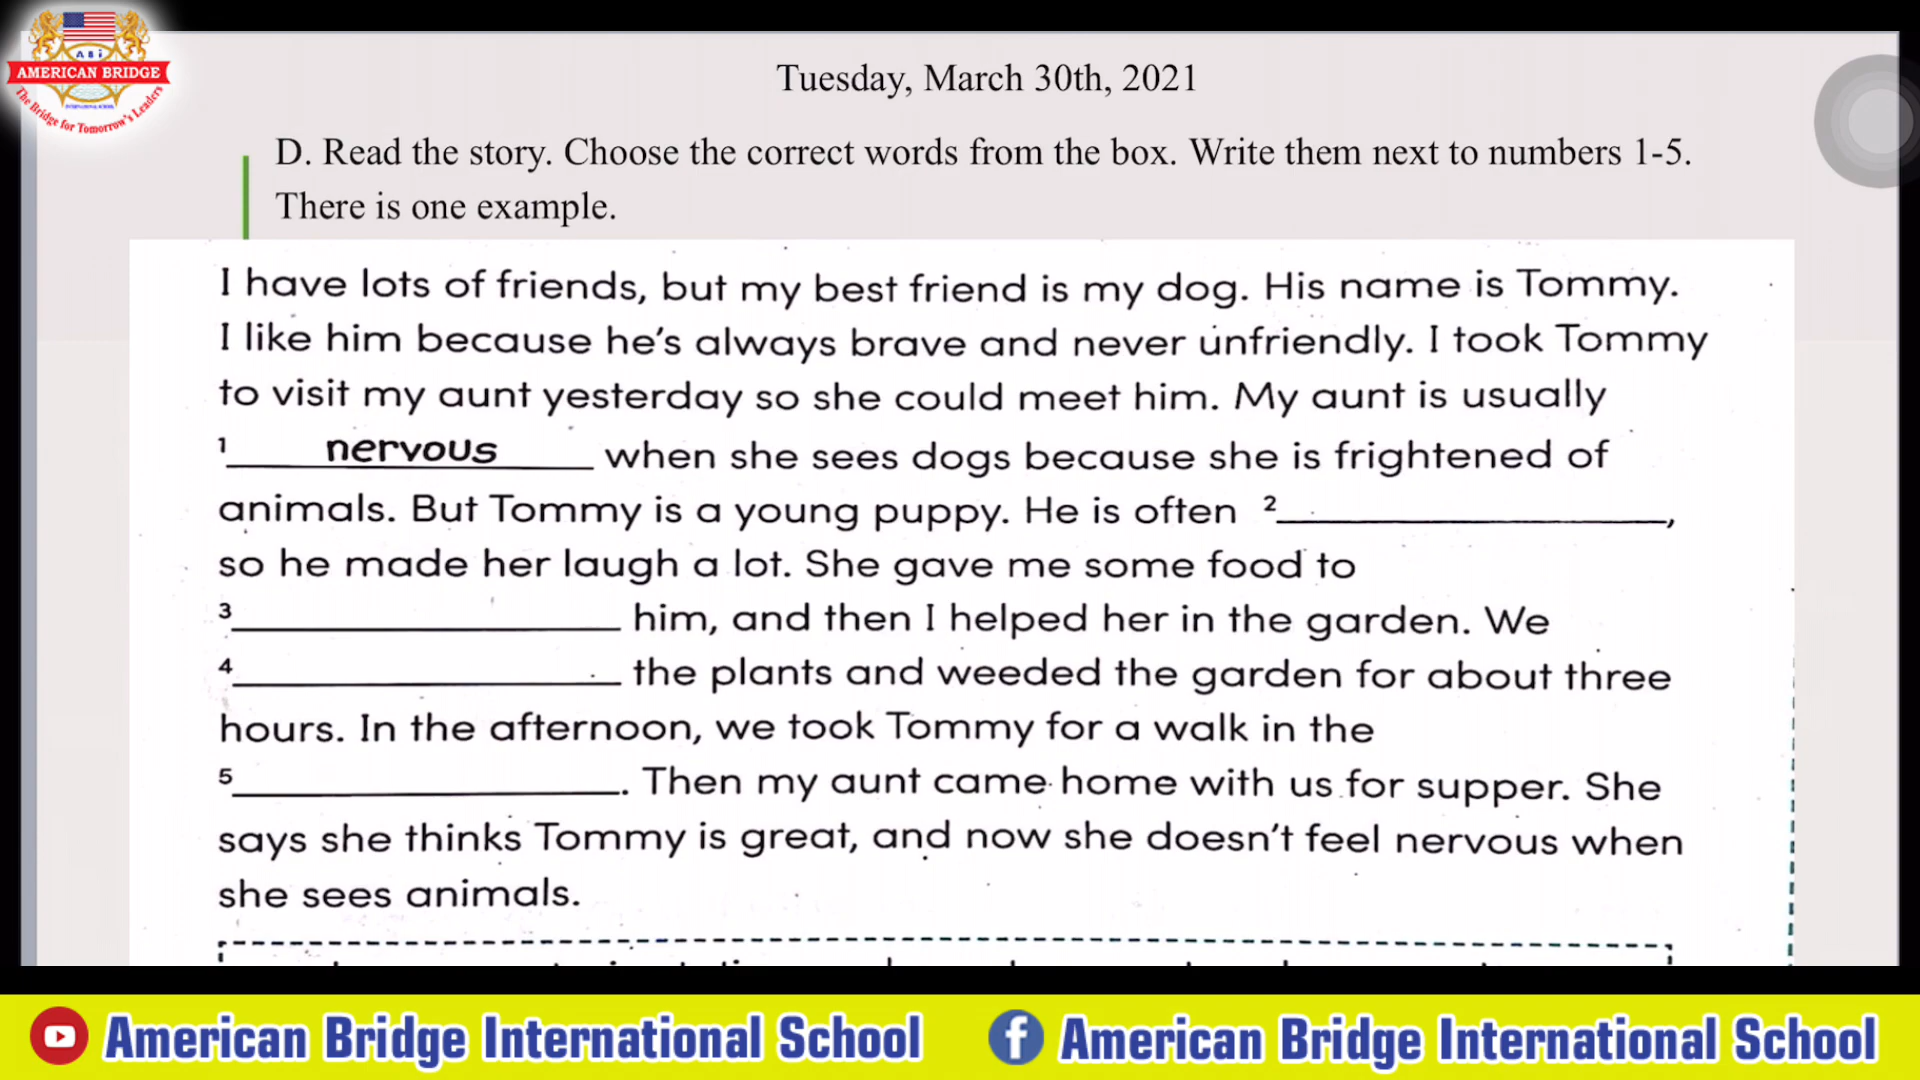 ABi
AMERICAN BRIDGE
INTERNATIONAL SCHOOL
The Bridge for Tomorrow's Leaders
Tuesday, March 30th, 2021
D. Read the story. Choose the correct words from the box. Write them next to numbers 1-5.
There is one example.
I have lots of friends, but my best friend is my dog. His name is Tommy.
I like him because he's always brave and never unfriendly. I took Tommy
to visit my aunt yesterday so she could meet him. My aunt is usually
1 nervous when she sees dogs because she is frightened of
animals. But Tommy is a young puppy. He is often 2____________,
so he made her laugh a lot. She gave me some food to
3____________ him, and then I helped her in the garden. We
4____________ the plants and weeded the garden for about three
hours. In the afternoon, we took Tommy for a walk in the
5____________. Then my aunt came home with us for supper. She
says she thinks Tommy is great, and now she doesn't feel nervous when
she sees animals.
American Bridge International School
American Bridge International School